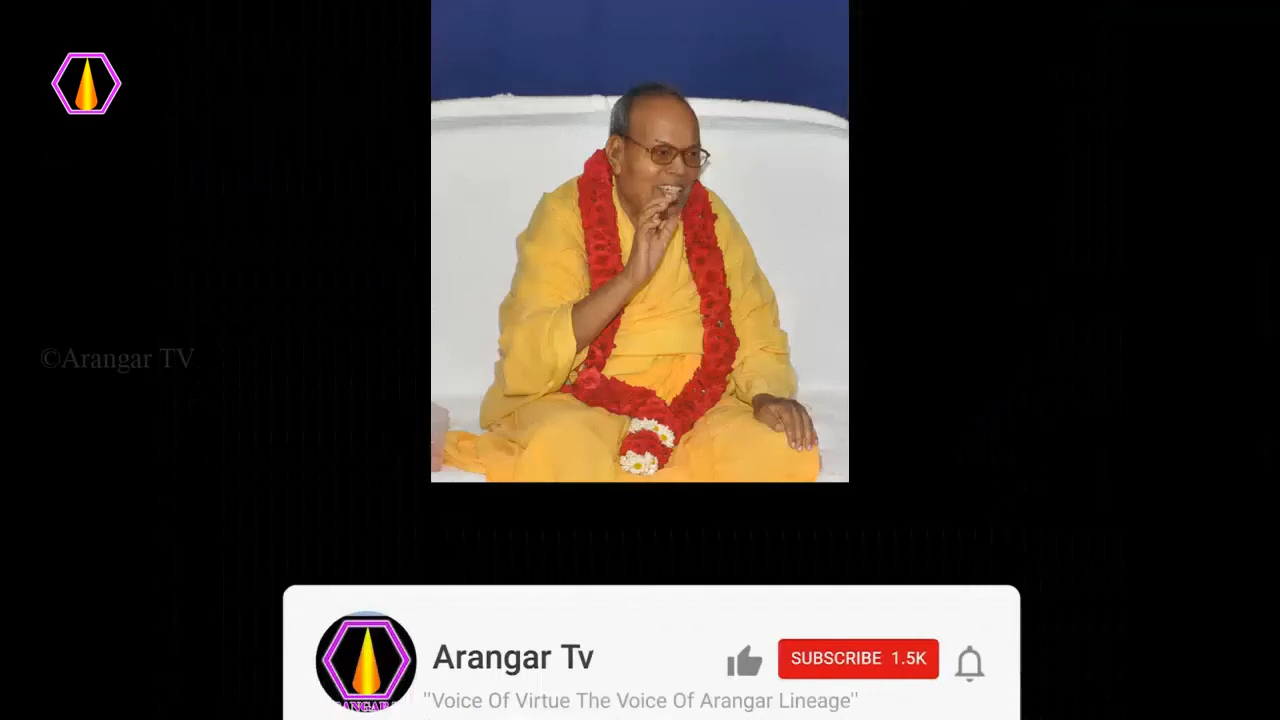 ©Arangar TV
Arangar Tv
SUBSCRIBE 1.5K
"Voice Of Virtue The Voice Of Arangar Lineage"